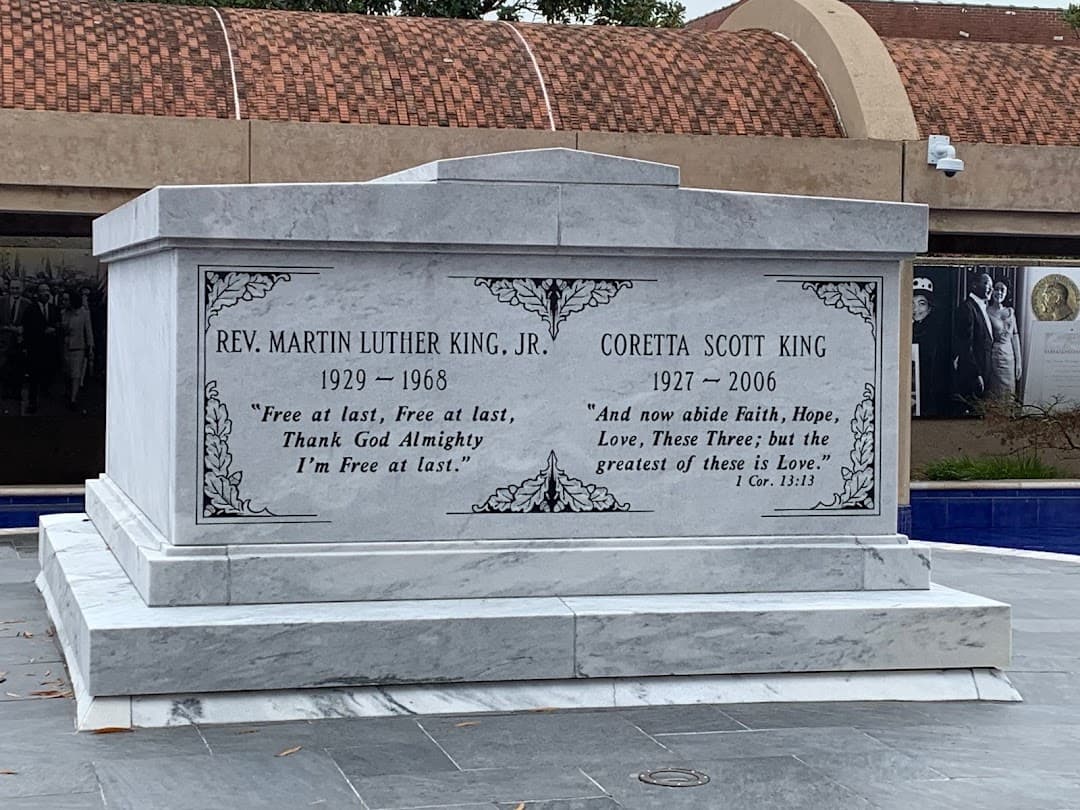 REV. MARTIN LUTHER KING, JR.
1929 – 1968
"Free at last, Free at last,
Thank God Almighty
I'm Free at last."
CORETTA SCOTT KING
1927 – 2006
"And now abide Faith, Hope,
Love, These Three; but the
greatest of these is Love."
1 Cor. 13:13